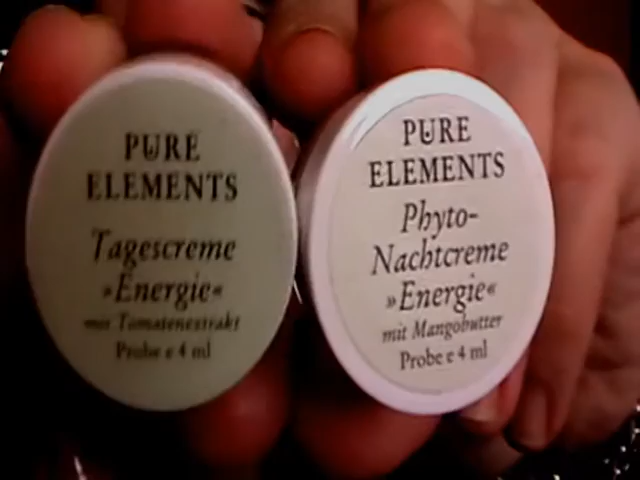 PURE
ELEMENTS
Tagescreme
»Energie«
mit Tomatenextrakt
Probe e 4 ml
PURE
ELEMENTS
Phyto-
Nachtcreme
»Energie«
mit Mangobutter
Probe e 4 ml